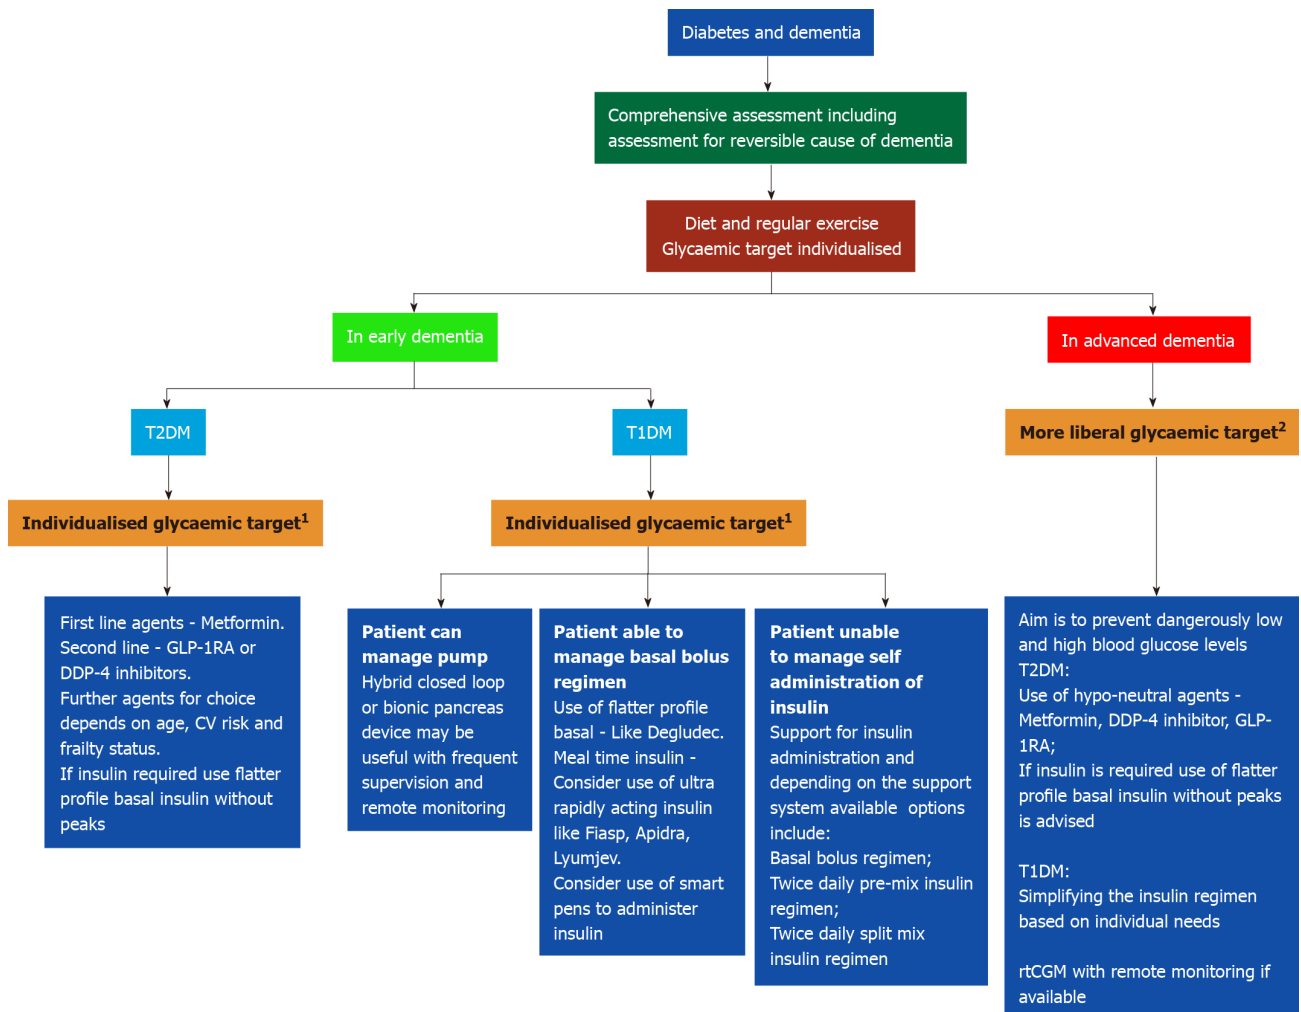 Diabetes and dementia
Comprehensive assessment including
assessment for reversible cause of dementia
Diet and regular exercise
Glycaemic target individualised
In early dementia
In advanced dementia
T2DM
T1DM
More liberal glycaemic target²
Individualised glycaemic target¹
Individualised glycaemic target¹
First line agents - Metformin.
Second line - GLP-1RA or
DDP-4 inhibitors.
Further agents for choice
depends on age, CV risk and
frailty status.
If insulin required use flatter
profile basal insulin without
peaks
Patient can
manage pump
Hybrid closed loop
or bionic pancreas
device may be
useful with frequent
supervision and
remote monitoring
Patient able to
manage basal bolus
regimen
Use of flatter profile
basal - Like Degludec.
Meal time insulin -
Consider use of ultra
rapidly acting insulin
like Fiasp, Apidra,
Lyumjev.
Consider use of smart
pens to administer
insulin
Patient unable
to manage self
administration of
insulin
Support for insulin
administration and
depending on the support
system available options
include:
Basal bolus regimen;
Twice daily pre-mix insulin
regimen;
Twice daily split mix
insulin regimen
Aim is to prevent dangerously low
and high blood glucose levels
T2DM:
Use of hypo-neutral agents -
Metformin, DDP-4 inhibitor, GLP-
1RA;
If insulin is required use of flatter
profile basal insulin without peaks
is advised
T1DM:
Simplifying the insulin regimen
based on individual needs
rtCGM with remote monitoring if
available